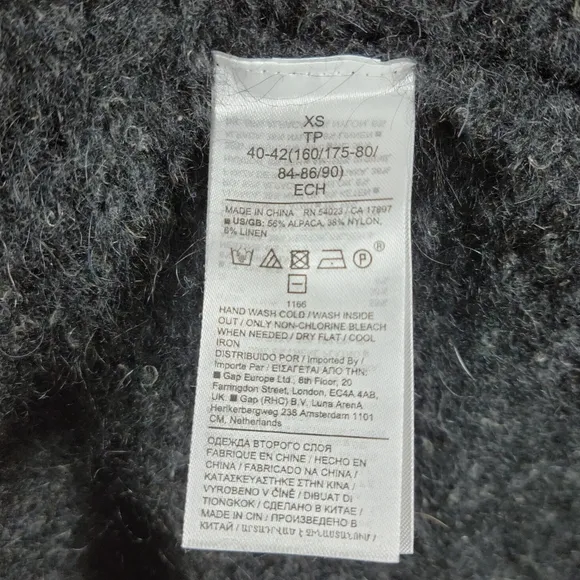 XS
TP
40-42(160/175-80/
84-86/90)
ECH
MADE IN CHINA RN 54023 / CA 17897
■ US/GB: 56% ALPACA, 38% NYLON,
6% LINEN
P ®
1166
HAND WASH COLD / WASH INSIDE
OUT / ONLY NON-CHLORINE BLEACH
WHEN NEEDED / DRY FLAT / COOL
IRON
DISTRIBUIDO POR / Imported By /
Importe Par / ΕΙΣΑΓΕΤΑΙ ΑΠΟ ΤΗΝ:
■ Gap Europe Ltd., 6th Floor, 20
Farringdon Street, London, EC4A 4AB,
UK ■ Gap (RHC) B.V. Luna ArenA
Herikerbergweg 238 Amsterdam 1101
CM, Netherlands
ОДЕЖДА ВТОРОГО СЛОЯ
FABRIQUE EN CHINE / HECHO EN
CHINA / FABRICADO NA CHINA /
ΚΑΤΑΣΚΕΥΑΣΤΗΚΕ ΣΤΗΝ ΚΙΝΑ /
VYROBENO V ČÍNĚ / DIBUAT DI
TIONGKOK / СДЕЛАНО В КИТАЕ /
MADE IN CIN / ПРОИЗВЕДЕНО В
КИТАЙ /